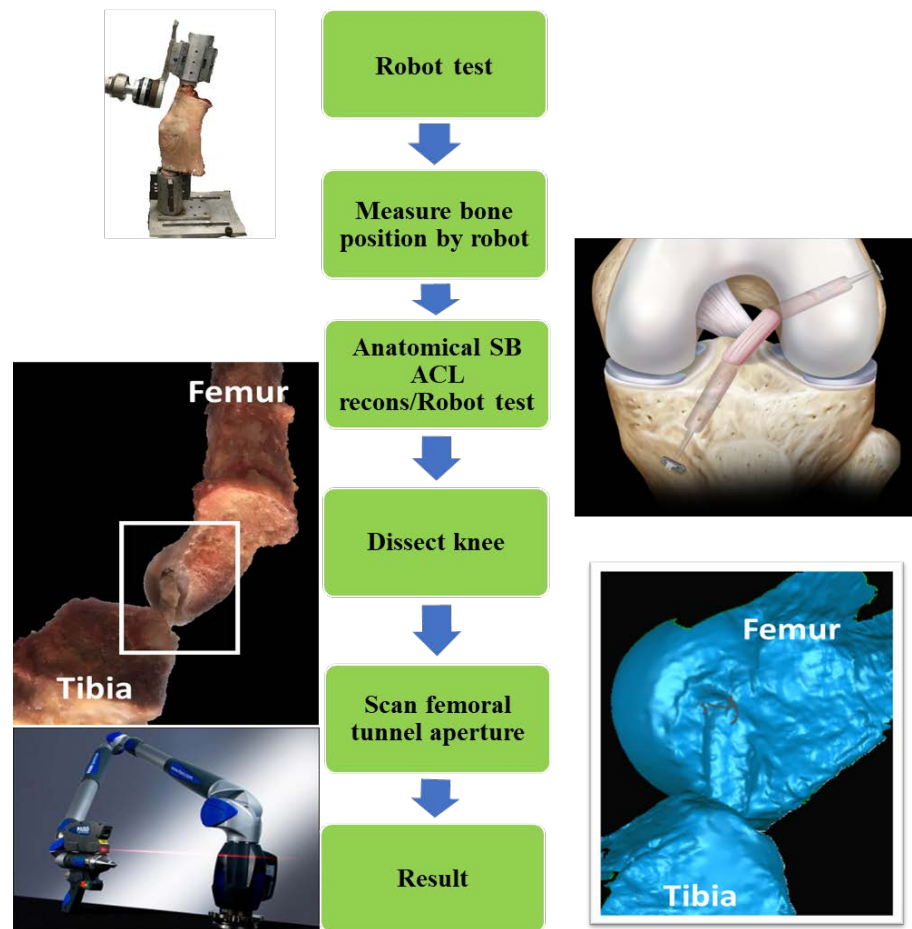 Robot test
Measure bone
position by robot
Anatomical SB
ACL
recons/Robot test
Femur
Dissect knee
Femur
Tibia
Scan femoral
tunnel aperture
Result
Tibia